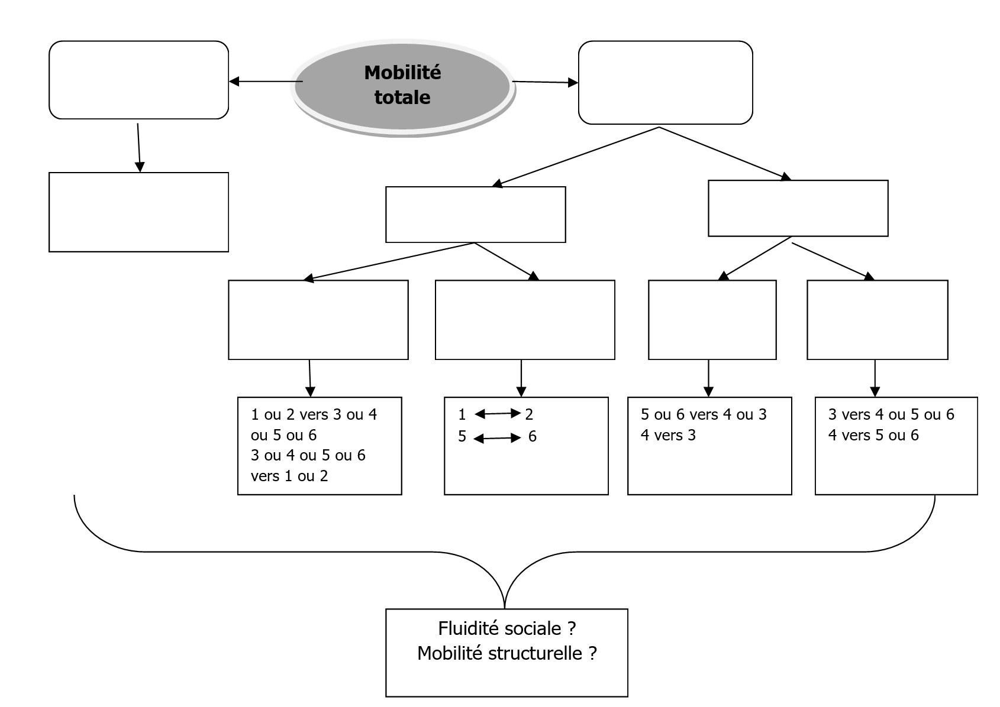 Mobilité
totale
1 ou 2 vers 3 ou 4
ou 5 ou 6
3 ou 4 ou 5 ou 6
vers 1 ou 2
1 2
5 6
5 ou 6 vers 4 ou 3
4 vers 3
3 vers 4 ou 5 ou 6
4 vers 5 ou 6
Fluidité sociale ?
Mobilité structurelle ?